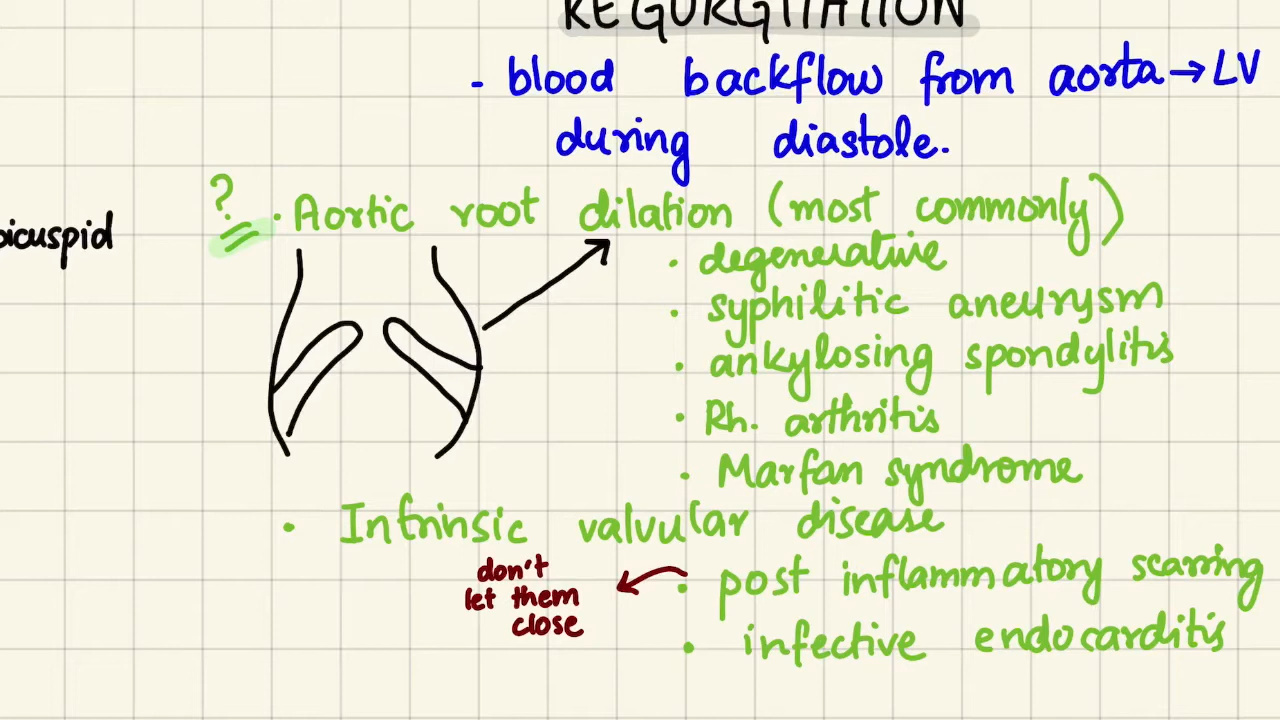 REGURGITATION
- blood backflow from aorta → LV
during diastole.
?
· Aortic root dilation (most commonly)
bicuspid
· degenerative
· syphilitic aneurysm
· ankylosing spondylitis
· Rh. arthritis
· Marfan syndrome
· Intrinsic valvular disease
don't
let them
close
· post inflammatory scarring
· infective endocarditis